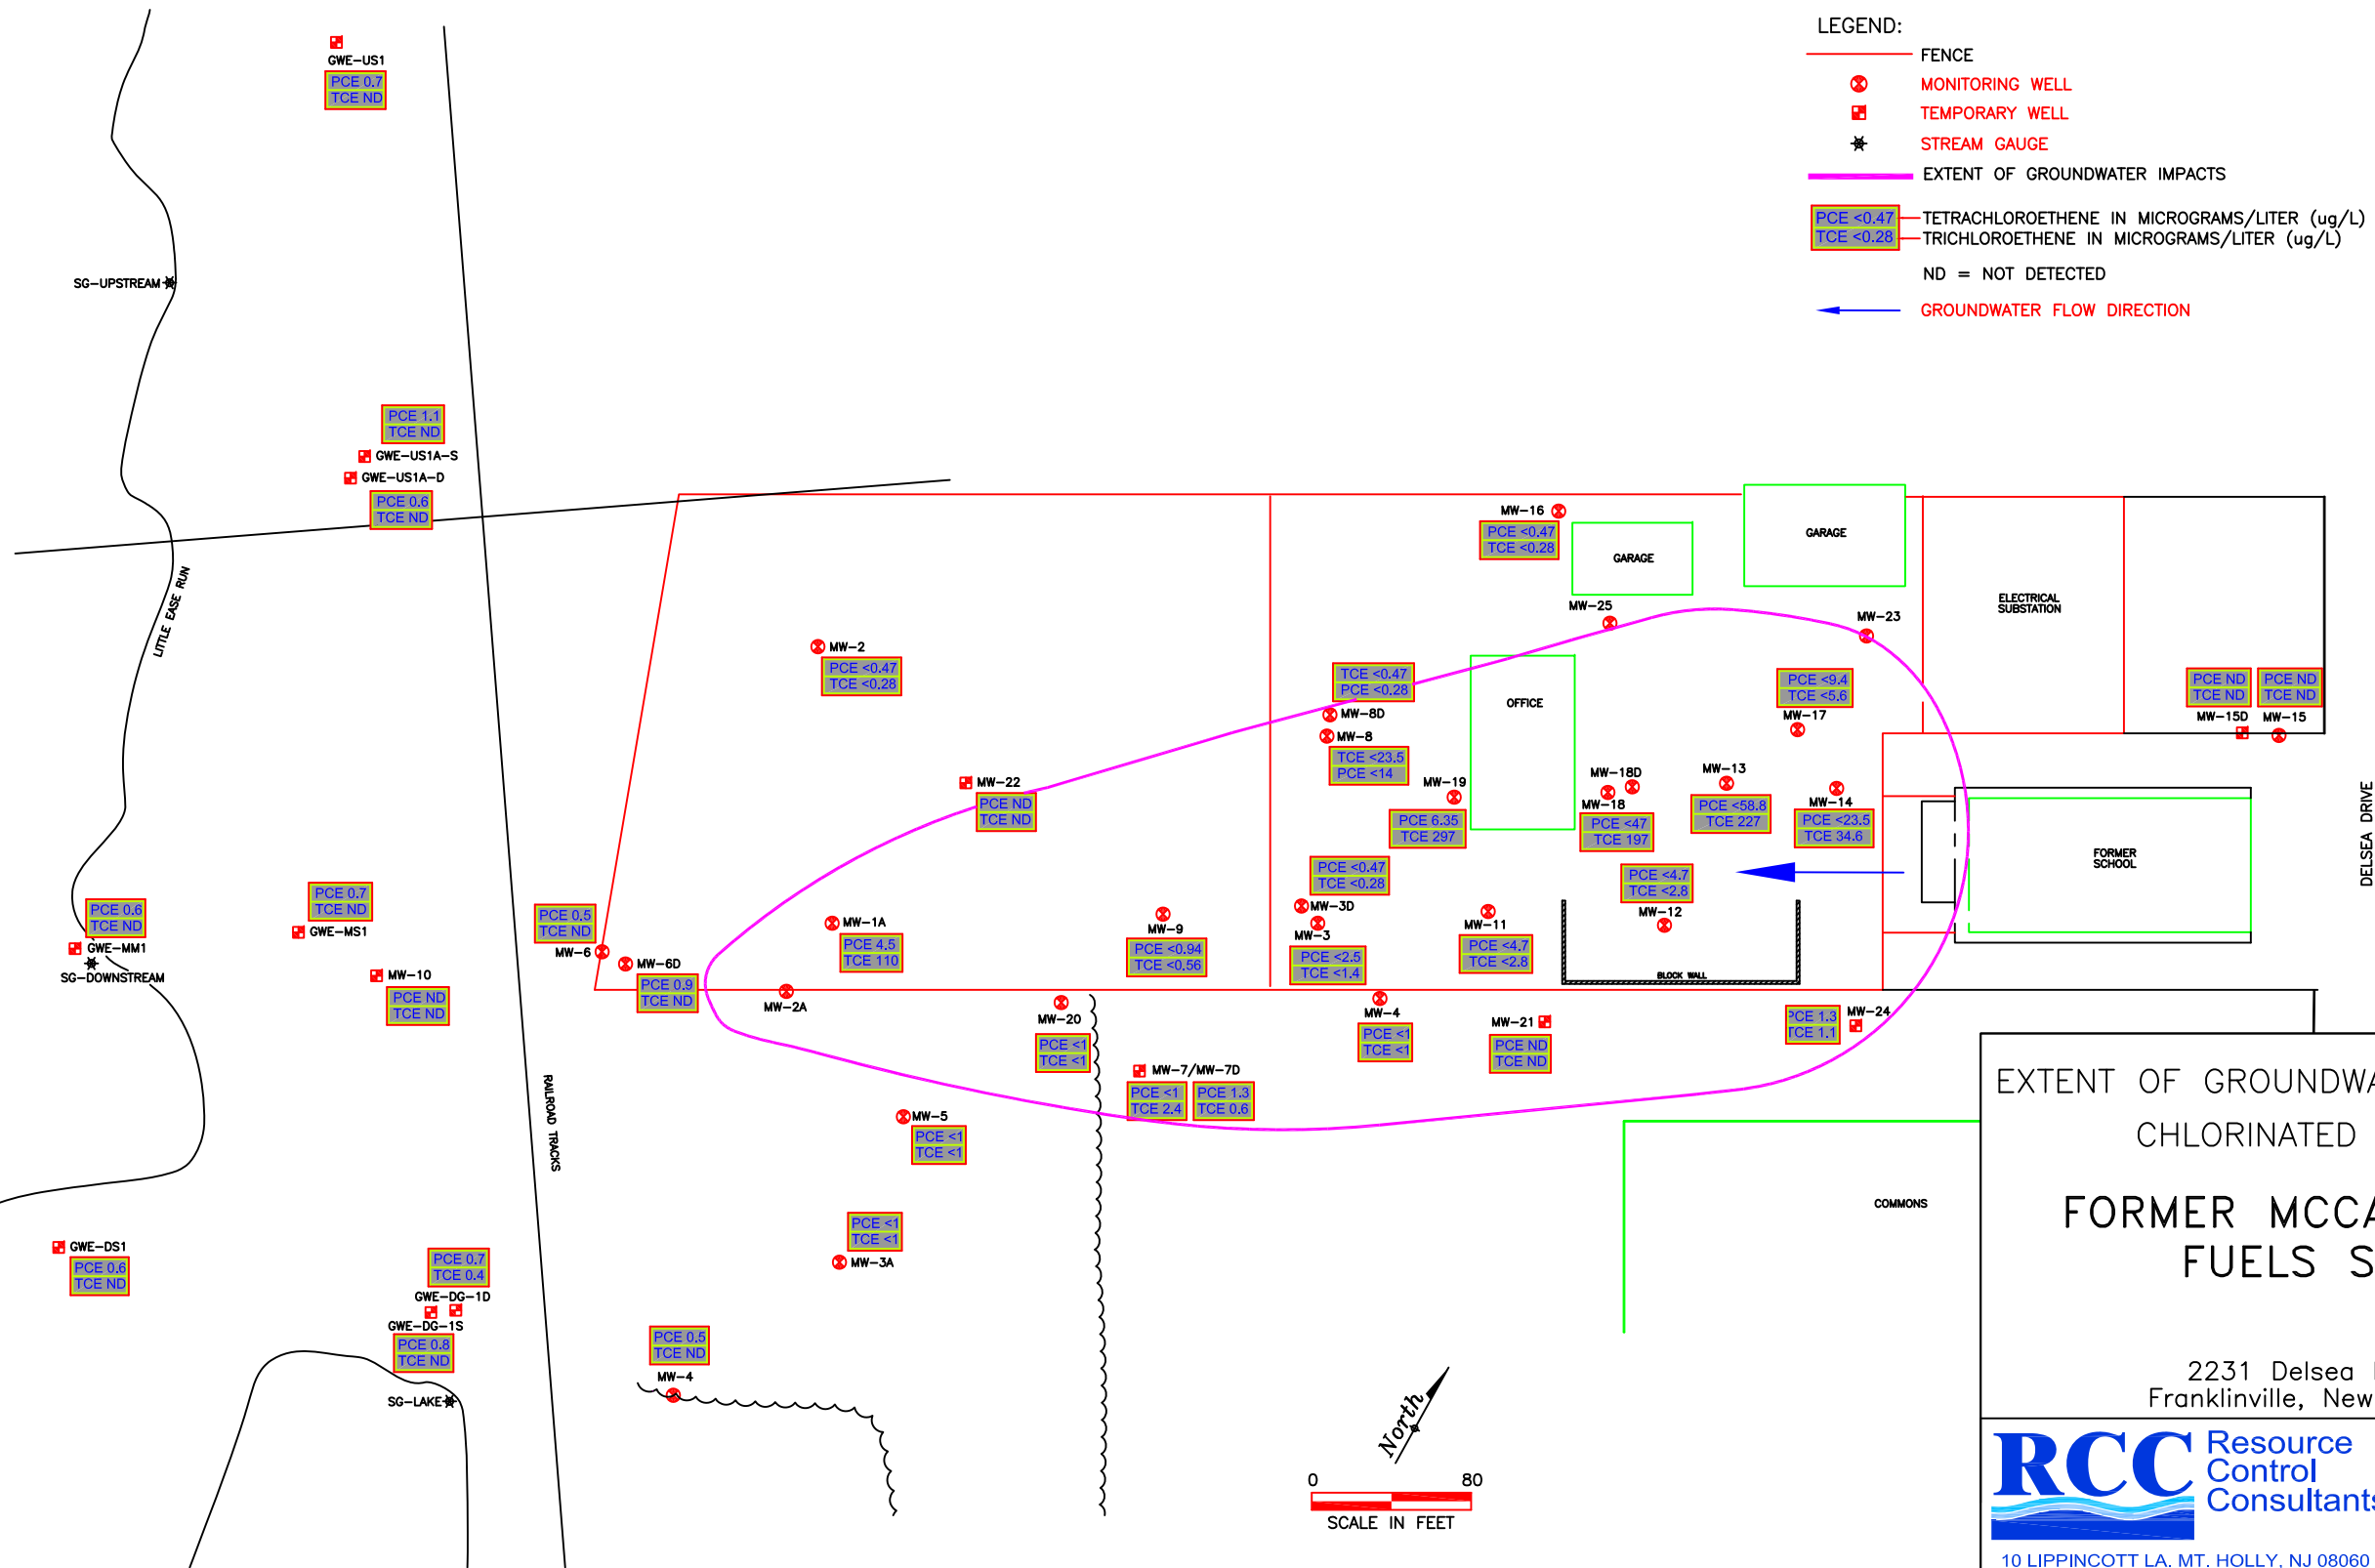 LEGEND:
FENCE
MONITORING WELL
TEMPORARY WELL
STREAM GAUGE
EXTENT OF GROUNDWATER IMPACTS
PCE <0.47
TETRACHLOROETHENE IN MICROGRAMS/LITER (ug/L)
TCE <0.28
TRICHLOROETHENE IN MICROGRAMS/LITER (ug/L)
ND = NOT DETECTED
GROUNDWATER FLOW DIRECTION
GWE-US1
PCE 0.7
TCE ND
SG-UPSTREAM
PCE 1.1
TCE ND
GWE-US1A-S
GWE-US1A-D
PCE 0.6
TCE ND
LITTLE EASE RUN
MW-16
PCE <0.47
TCE <0.28
GARAGE
GARAGE
ELECTRICAL
SUBSTATION
MW-25
MW-23
MW-2
PCE <0.47
TCE <0.28
TCE <0.47
PCE <0.28
MW-8D
MW-8
TCE <23.5
PCE <14
OFFICE
PCE <9.4
TCE <5.6
MW-17
PCE ND
TCE ND
MW-15D
PCE ND
TCE ND
MW-15
MW-22
PCE ND
TCE ND
MW-19
PCE 6.35
TCE 297
MW-18D
MW-18
PCE <47
TCE 197
MW-13
PCE <58.8
TCE 227
MW-14
PCE <23.5
TCE 34.6
FORMER
SCHOOL
DELSEA DRIVE
PCE <0.47
TCE <0.28
MW-3D
MW-3
PCE <2.5
TCE <1.4
PCE <4.7
TCE <2.8
MW-12
BLOCK WALL
MW-11
PCE <4.7
TCE <2.8
MW-9
PCE <0.94
TCE <0.56
MW-1A
PCE 4.5
TCE 110
PCE 0.5
TCE ND
MW-6
MW-6D
PCE 0.9
TCE ND
MW-2A
PCE 0.7
TCE ND
GWE-MS1
PCE 0.6
TCE ND
GWE-MM1
SG-DOWNSTREAM
MW-10
PCE ND
TCE ND
MW-20
PCE <1
TCE <1
MW-4
PCE <1
TCE <1
MW-21
PCE ND
TCE ND
PCE 1.3
TCE 1.1
MW-24
MW-7/MW-7D
PCE <1
TCE 2.4
PCE 1.3
TCE 0.6
MW-5
PCE <1
TCE <1
RAILROAD TRACKS
PCE <1
TCE <1
MW-3A
COMMONS
GWE-DS1
PCE 0.6
TCE ND
PCE 0.7
TCE 0.4
GWE-DG-1D
GWE-DG-1S
PCE 0.8
TCE ND
SG-LAKE
PCE 0.5
TCE ND
MW-4
North
0 80
SCALE IN FEET
EXTENT OF GROUNDWA
CHLORINATED
FORMER MCCA
FUELS S
2231 Delsea
Franklinville, New
RCC
Resource
Control
Consultants
10 LIPPINCOTT LA. MT. HOLLY, NJ 08060